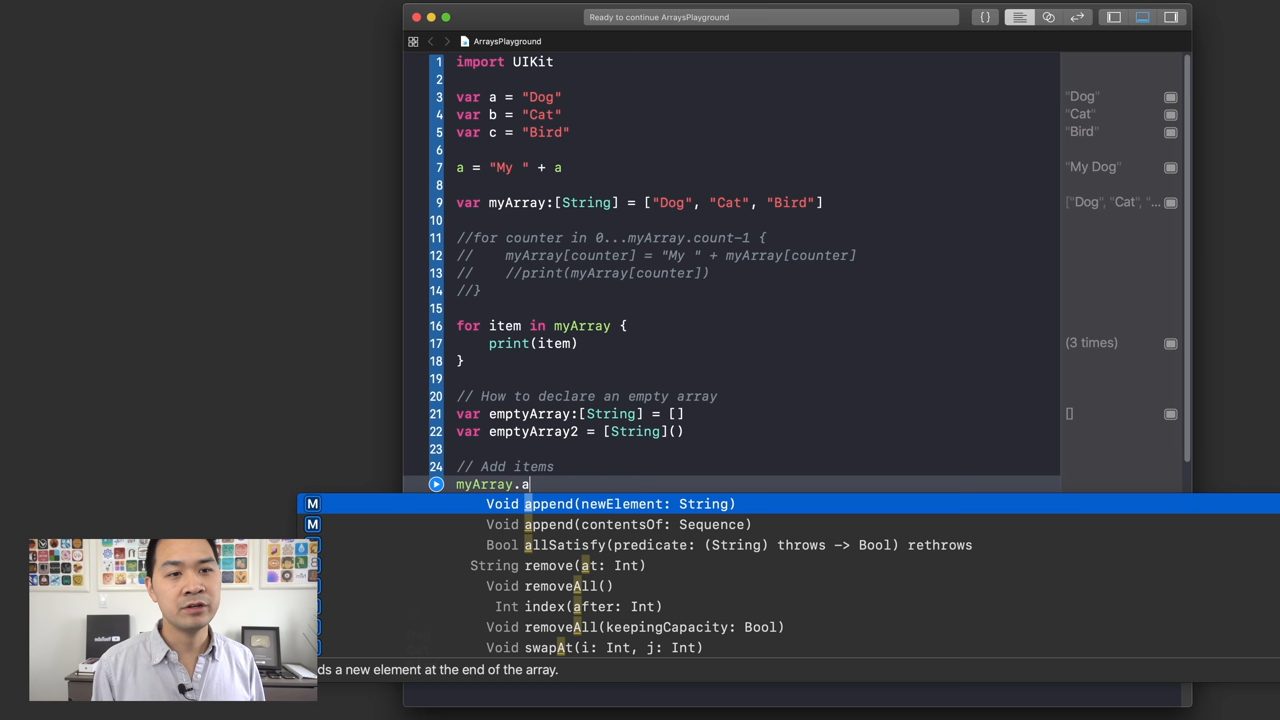 Ready to continue ArraysPlayground
{ }
ArraysPlayground
1 import UIKit
2
3 var a = "Dog" "Dog"
4 var b = "Cat" "Cat"
5 var c = "Bird" "Bird"
6
7 a = "My " + a "My Dog"
8
9 var myArray:[String] = ["Dog", "Cat", "Bird"] ["Dog", "Cat", "...
10
11 //for counter in 0...myArray.count-1 {
12 //    myArray[counter] = "My " + myArray[counter]
13 //    //print(myArray[counter])
14 //}
15
16 for item in myArray {
17     print(item) (3 times)
18 }
19
20 // How to declare an empty array
21 var emptyArray:[String] = [] []
22 var emptyArray2 = [String]()
23
24 // Add items
myArray.a
M Void append(newElement: String)
M Void append(contentsOf: Sequence)
Bool allSatisfy(predicate: (String) throws -> Bool) rethrows
String remove(at: Int)
Void removeAll()
Int index(after: Int)
Void removeAll(keepingCapacity: Bool)
Void swapAt(i: Int, j: Int)
ds a new element at the end of the array.